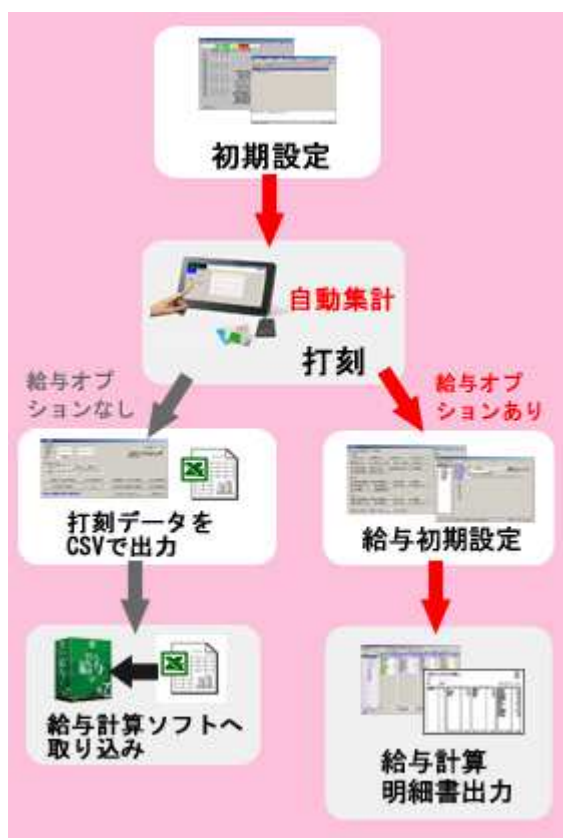 初期設定
自動集計
打刻
給与オプ
ションなし
給与オプ
ションあり
打刻データを
CSVで出力
給与初期設定
給与
給与計算ソフトへ
取り込み
給与計算
明細書出力